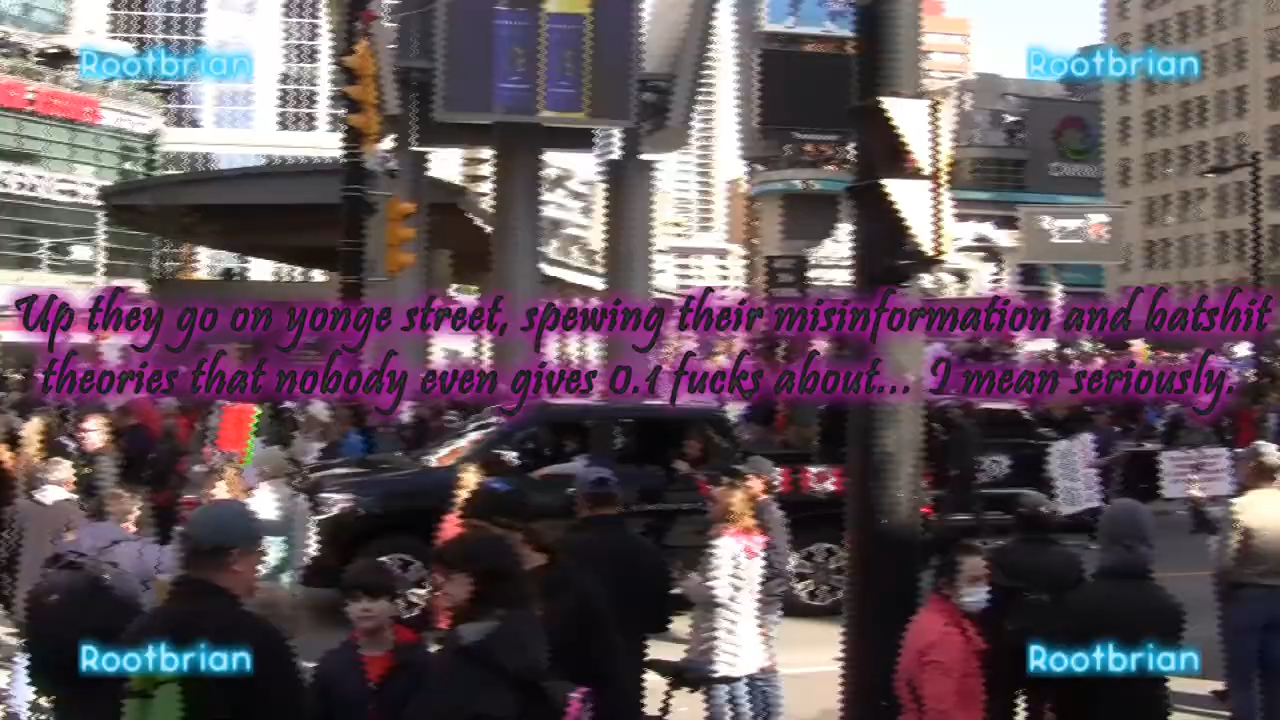 Rootbrian Rootbrian
Up they go on yonge street, spewing their misinformation and batshit
theories that nobody even gives 0.1 fucks about... I mean seriously.
Rootbrian Rootbrian